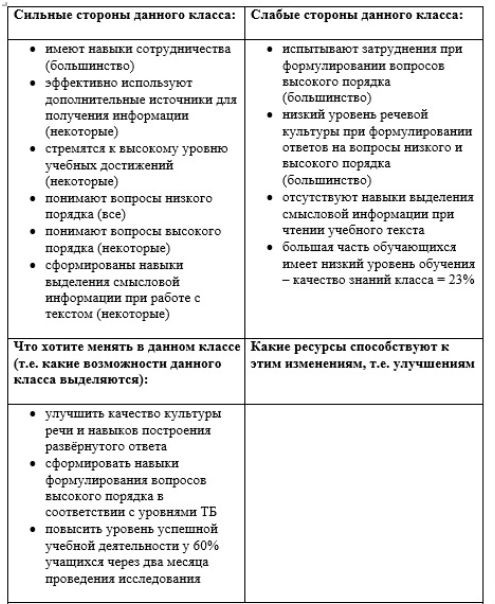 Сильные стороны данного класса:
имеют навыки сотрудничества
(большинство)
эффективно используют
дополнительные источники для
получения информации
(некоторые)
стремятся к высокому уровню
учебных достижений
(некоторые)
понимают вопросы низкого
порядка (все)
понимают вопросы высокого
порядка (некоторые)
сформированы навыки
выделения смысловой
информации при работе с
текстом (некоторые)
Слабые стороны данного класса:
испытывают затруднения при
формулировании вопросов
высокого порядка
(большинство)
низкий уровень речевой
культуры при формулировании
ответов на вопросы низкого и
высокого порядка
(большинство)
отсутствуют навыки выделения
смысловой информации при
чтении учебного текста
большая часть обучающихся
имеет низкий уровень обучения
– качество знаний класса = 23%
Что хотите менять в данном классе
(т.е. какие возможности данного
класса выделяются):
Какие ресурсы способствуют к
этим изменениям, т.е. улучшениям
улучшить качество культуры
речи и навыков построения
развёрнутого ответа
сформировать навыки
формулирования вопросов
высокого порядка в
соответствии с уровнями ТБ
повысить уровень успешной
учебной деятельности у 60%
учащихся через два месяца
проведения исследования